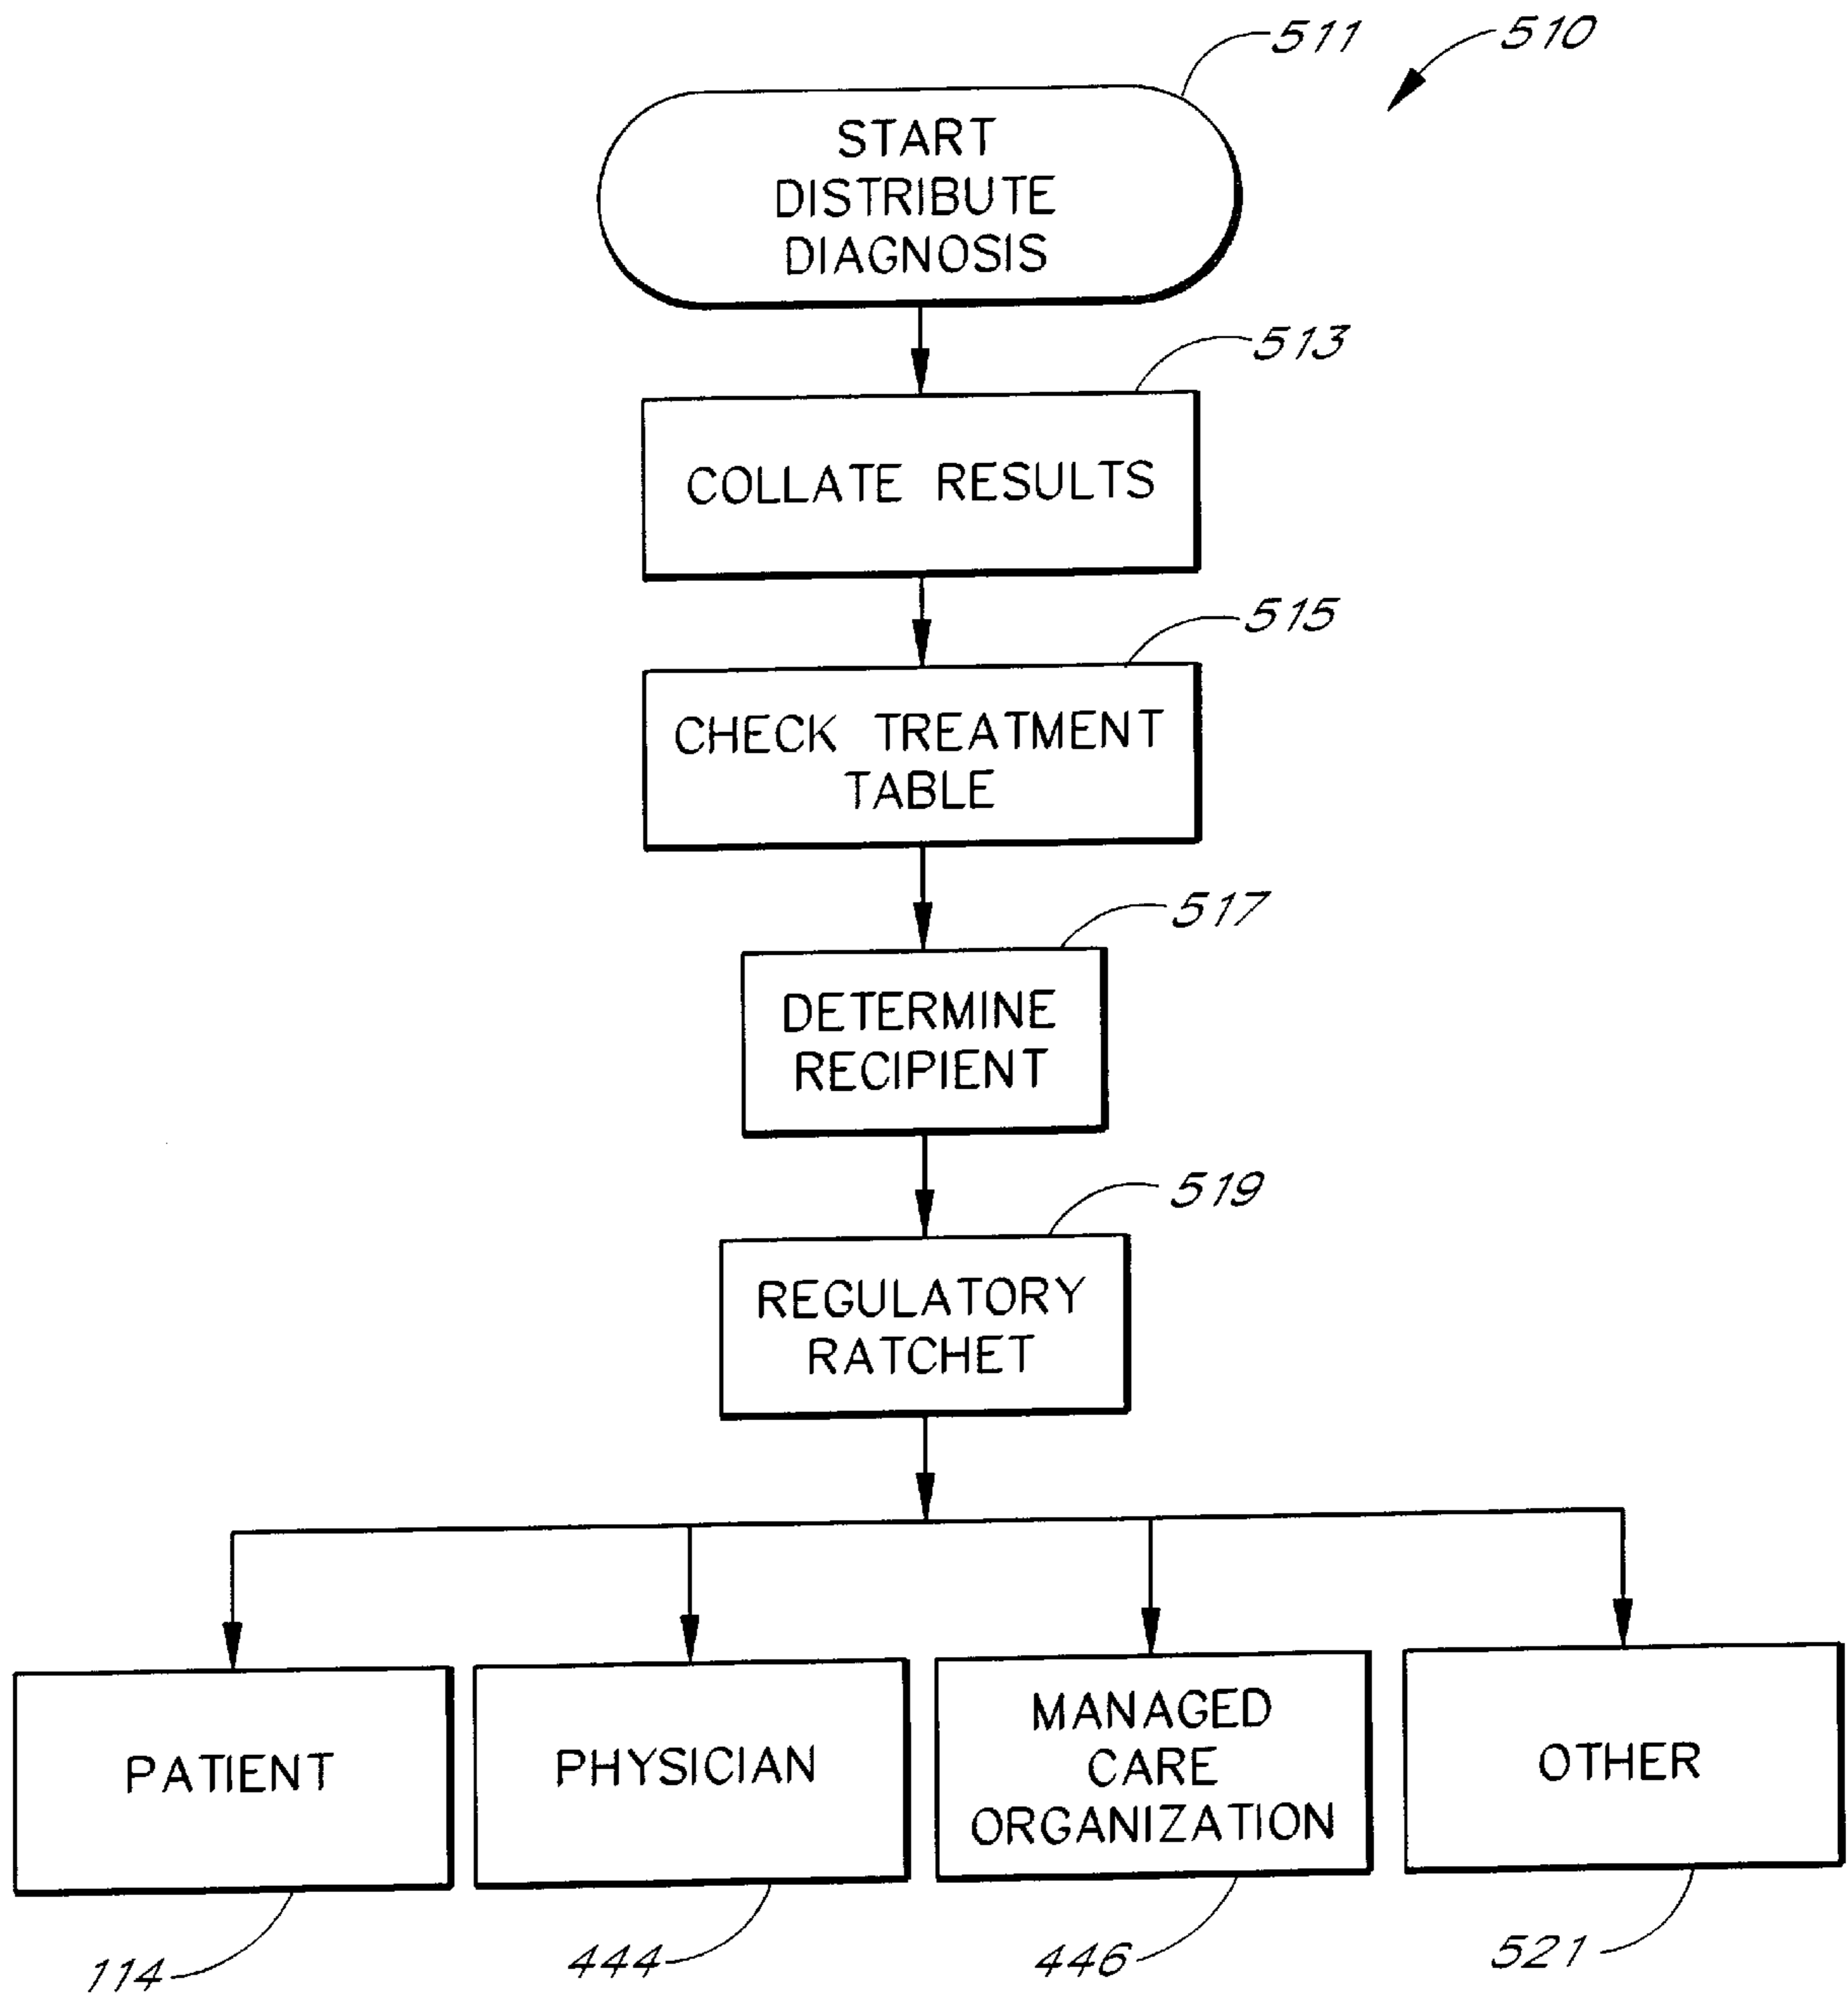 510
511
START
DISTRIBUTE
DIAGNOSIS
513
COLLATE RESULTS
515
CHECK TREATMENT
TABLE
517
DETERMINE
RECIPIENT
519
REGULATORY
RATCHET
PATIENT
PHYSICIAN
MANAGED
CARE
ORGANIZATION
OTHER
114
444
446
521